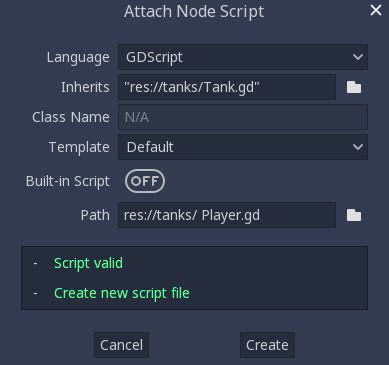 Attach Node Script
Language GDScript
Inherits "res://tanks/Tank.gd"
Class Name N/A
Template Default
Built-in Script OFF
Path res://tanks/ Player.gd
- Script valid
- Create new script file
Cancel Create